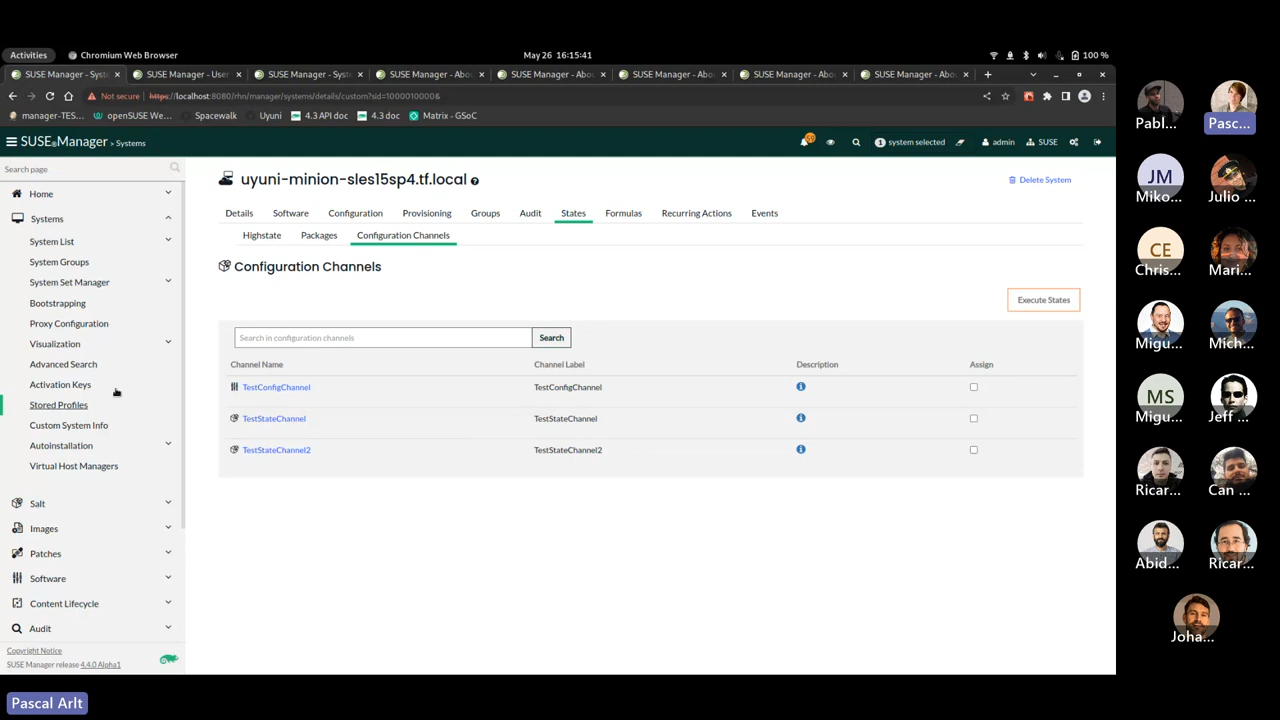 Activities
Chromium Web Browser
May 26 16:15:41
100 %
SUSE Manager - Syste
SUSE Manager - User
SUSE Manager - Syste
SUSE Manager - Abou
SUSE Manager - Abou
SUSE Manager - Abou
SUSE Manager - Abou
SUSE Manager - Abou
Not secure
https://localhost:8080/rhn/manager/systems/details/custom?sid=1000010000&
manager-TES...
openSUSE We...
Spacewalk
Uyuni
4.3 API doc
4.3 doc
Matrix - GSoC
SUSE Manager > Systems
1 system selected
admin
SUSE
Search page
Home
Systems
System List
System Groups
System Set Manager
Bootstrapping
Proxy Configuration
Visualization
Advanced Search
Activation Keys
Stored Profiles
Custom System Info
Autoinstallation
Virtual Host Managers
Salt
Images
Patches
Software
Content Lifecycle
Audit
Copyright Notice
SUSE Manager release 4.4.0 Alpha1
uyuni-minion-sles15sp4.tf.local
Delete System
Details Software Configuration Provisioning Groups Audit States Formulas Recurring Actions Events
Highstate Packages Configuration Channels
Configuration Channels
Execute States
Search in configuration channels
Search
Channel Name Channel Label Description Assign
TestConfigChannel TestConfigChannel
TestStateChannel TestStateChannel
TestStateChannel2 TestStateChannel2
Pabl...
Pasc...
JM
Miko...
Julio ...
CE
Chris...
Mari...
Migu...
Mich...
MS
Migu...
Jeff ...
Ricar...
Can ...
Abid...
Ricar...
Joha...
Pascal Arlt